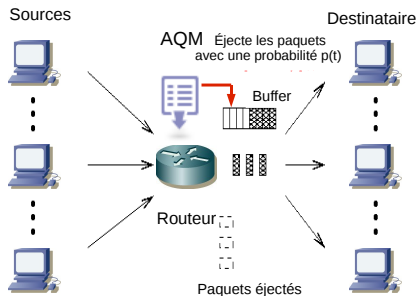 Sources
Destinataire
AQM
Éjecte les paquets
avec une probabilité p(t)
Buffer
Routeur
Paquets éjectés